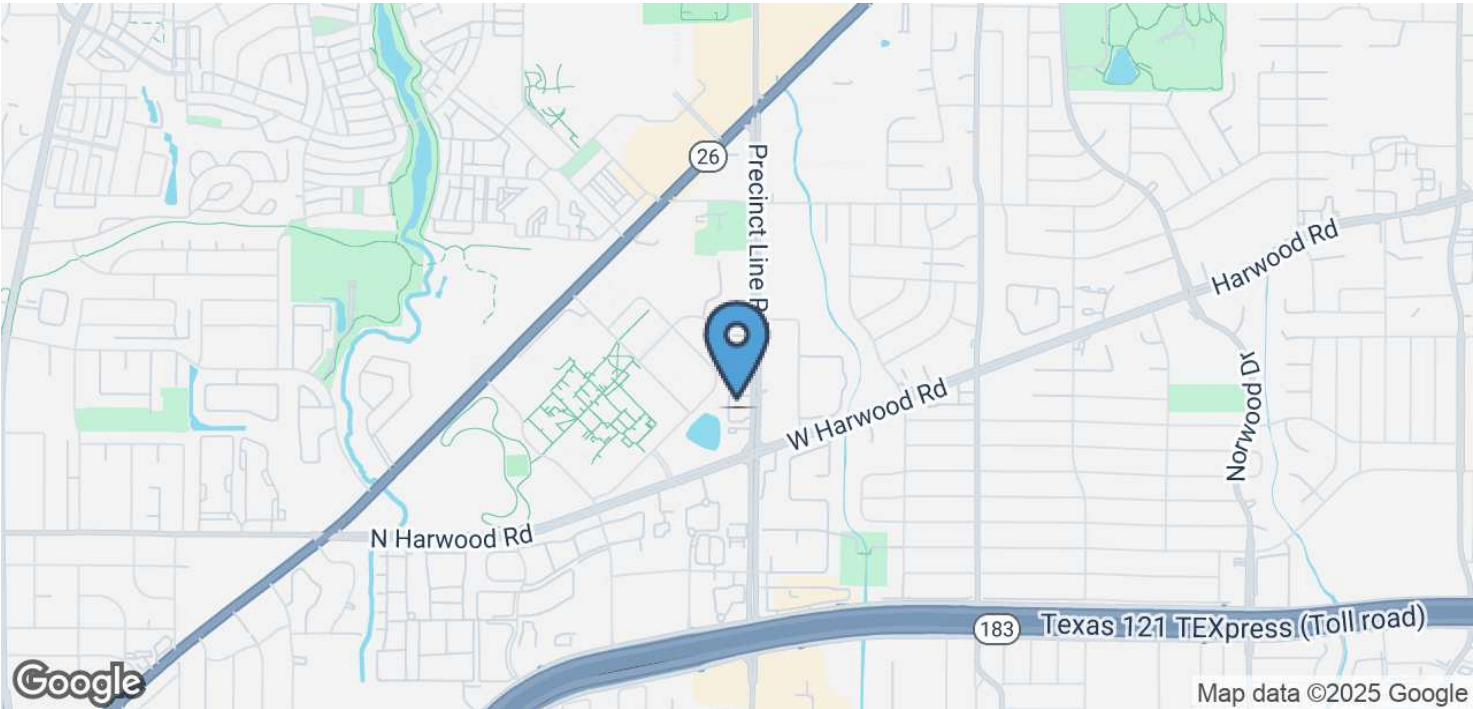 26
Precinct Line R
Harwood Rd
W Harwood Rd
Norwood Dr
N Harwood Rd
183
Texas 121 TEXpress (Toll road)
Google
Map data ©2025 Google